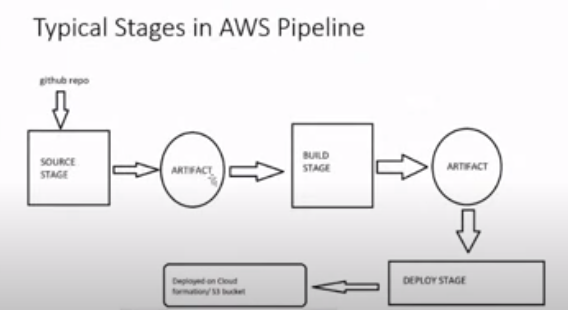 Typical Stages in AWS Pipeline
github repo
SOURCE
STAGE
ARTIFACT
BUILD
STAGE
ARTIFACT
DEPLOY STAGE
Deployed on Cloud
formation/ S3 bucket